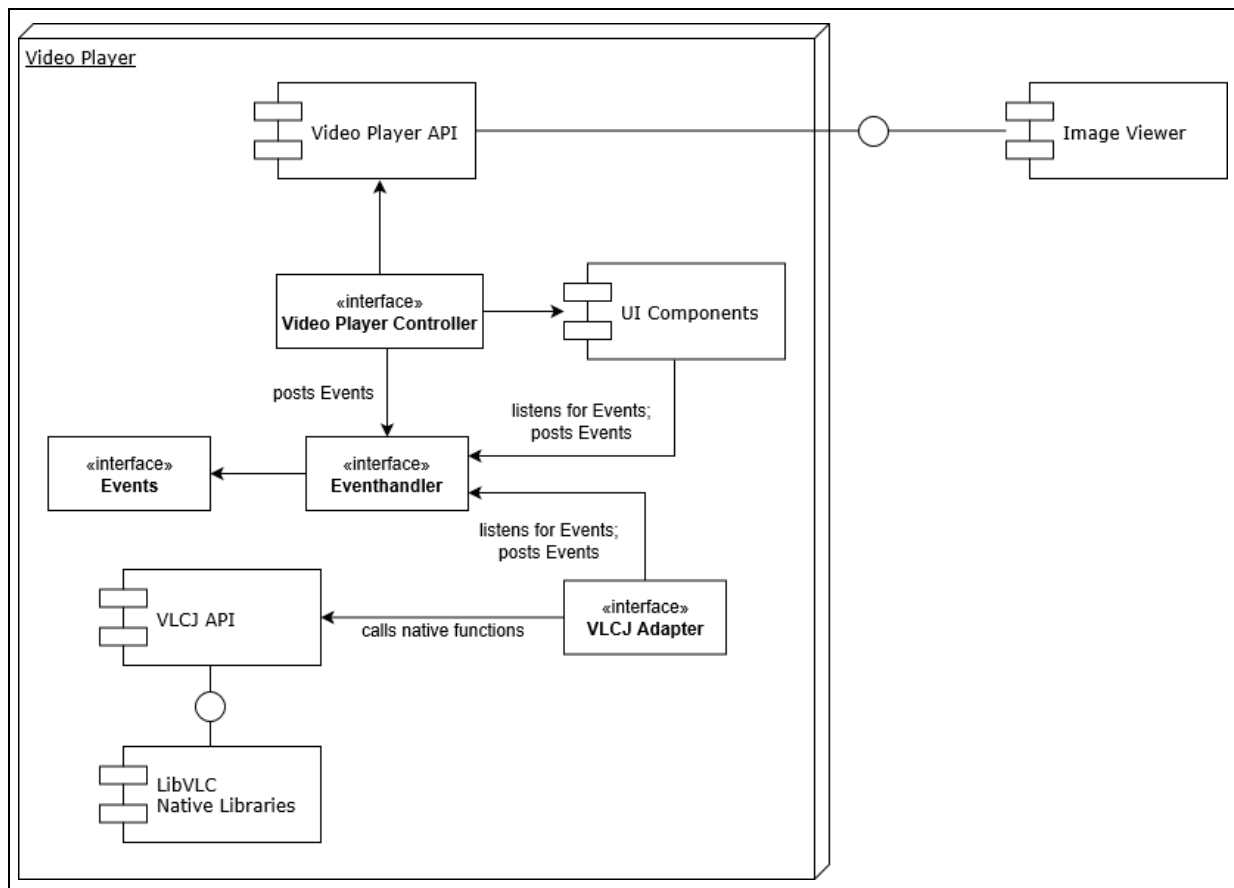 Video Player
Video Player API
Image Viewer
«interface»
Video Player Controller
UI Components
posts Events
listens for Events;
posts Events
«interface»
Events
«interface»
Eventhandler
listens for Events;
posts Events
VLCJ API
calls native functions
«interface»
VLCJ Adapter
LibVLC
Native Libraries